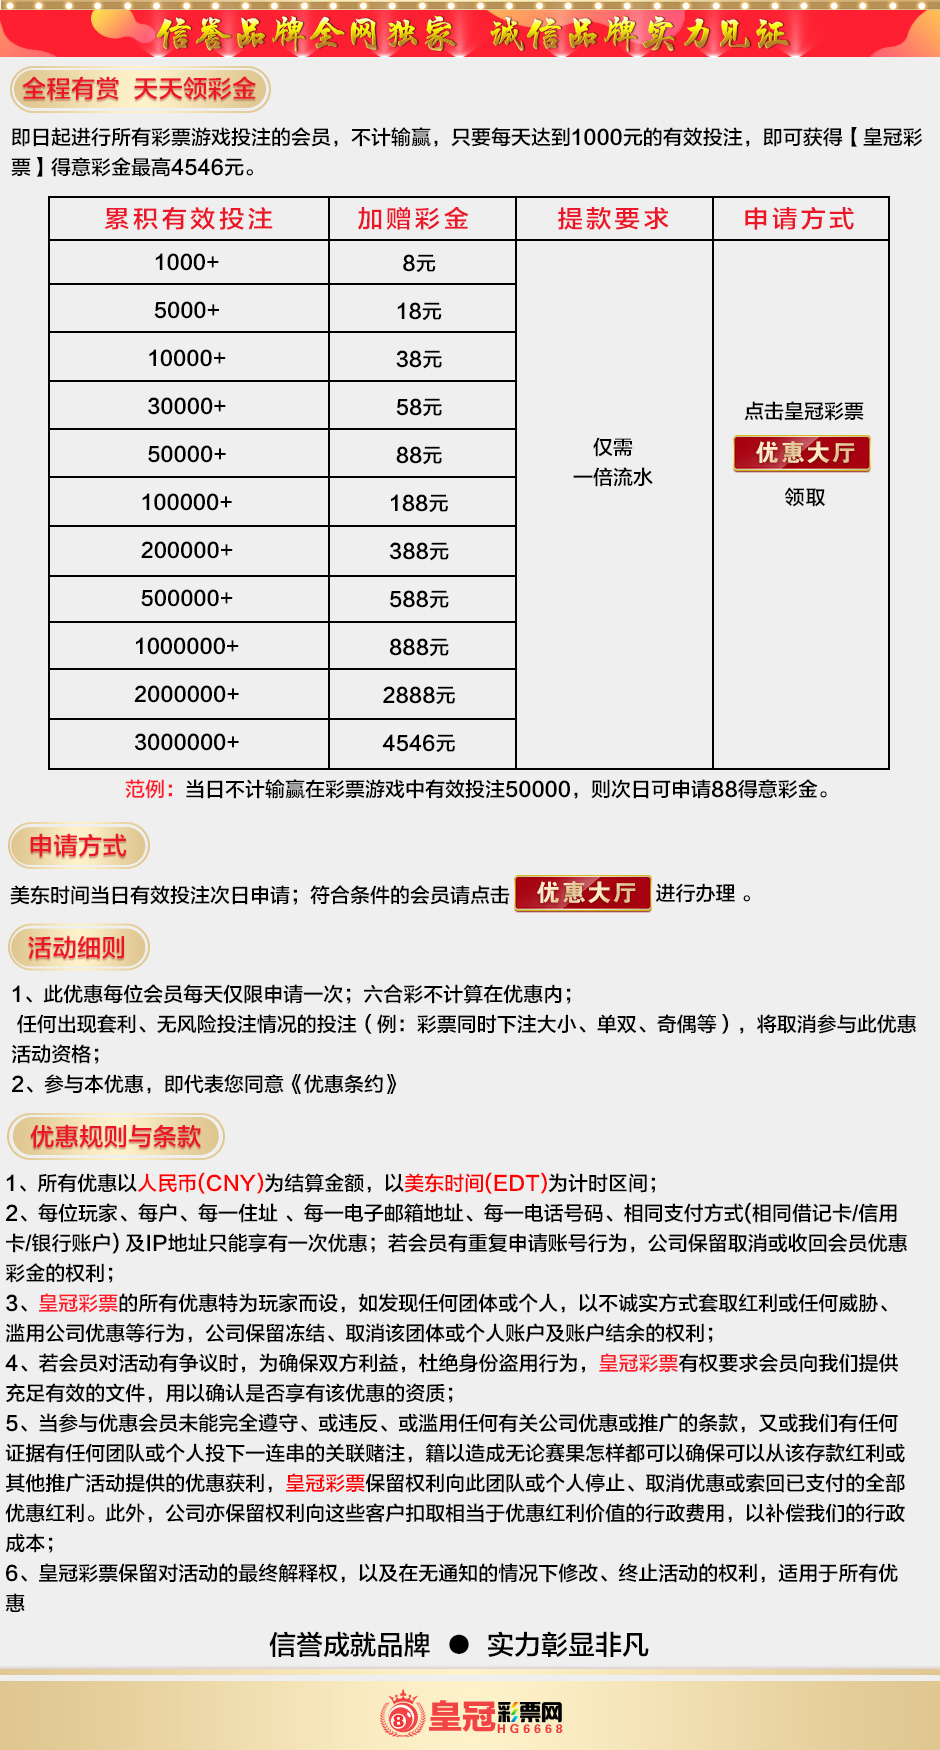 信誉品牌全网独家 诚信品牌实力见证
全程有赏 天天领彩金
即日起进行所有彩票游戏投注的会员，不计输赢，只要每天达到1000元的有效投注，即可获得【皇冠彩
票】得意彩金最高4546元。
累积有效投注 加赠彩金 提款要求 申请方式
1000+ 8元
5000+ 18元
10000+ 38元
30000+ 58元
50000+ 88元
100000+ 188元
200000+ 388元
500000+ 588元
1000000+ 888元
2000000+ 2888元
3000000+ 4546元
仅需
一倍流水
点击皇冠彩票
优惠大厅
领取
范例：当日不计输赢在彩票游戏中有效投注50000，则次日可申请88得意彩金。
申请方式
美东时间当日有效投注次日申请；符合条件的会员请点击 优惠大厅 进行办理 。
活动细则
1、此优惠每位会员每天仅限申请一次；六合彩不计算在优惠内；
任何出现套利、无风险投注情况的投注（例：彩票同时下注大小、单双、奇偶等），将取消参与此优惠
活动资格；
2、参与本优惠，即代表您同意《优惠条约》
优惠规则与条款
1、所有优惠以人民币(CNY)为结算金额，以美东时间(EDT)为计时区间；
2、每位玩家、每户、每一住址 、每一电子邮箱地址、每一电话号码、相同支付方式(相同借记卡/信用
卡/银行账户) 及IP地址只能享有一次优惠；若会员有重复申请账号行为，公司保留取消或收回会员优惠
彩金的权利；
3、皇冠彩票的所有优惠特为玩家而设，如发现任何团体或个人，以不诚实方式套取红利或任何威胁、
滥用公司优惠等行为，公司保留冻结、取消该团体或个人账户及账户结余的权利；
4、若会员对活动有争议时，为确保双方利益，杜绝身份盗用行为，皇冠彩票有权要求会员向我们提供
充足有效的文件，用以确认是否享有该优惠的资质；
5、当参与优惠会员未能完全遵守、或违反、或滥用任何有关公司优惠或推广的条款，又或我们有任何
证据有任何团队或个人投下一连串的关联赌注，籍以造成无论赛果怎样都可以确保可以从该存款红利或
其他推广活动提供的优惠获利，皇冠彩票保留权利向此团队或个人停止、取消优惠或索回已支付的全部
优惠红利。此外，公司亦保留权利向这些客户扣取相当于优惠红利价值的行政费用，以补偿我们的行政
成本；
6、皇冠彩票保留对活动的最终解释权，以及在无通知的情况下修改、终止活动的权利，适用于所有优
惠
信誉成就品牌 ● 实力彰显非凡
8 皇冠彩票网
HG6668